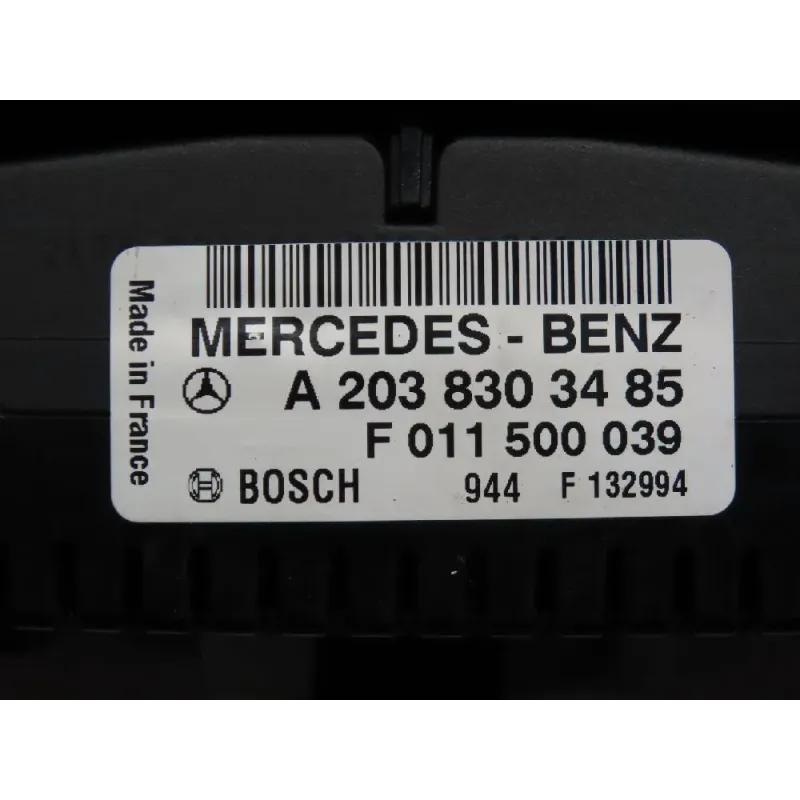 MERCEDES - BENZ
A 203 830 34 85
F 011 500 039
BOSCH 944 F 132994
Made in France